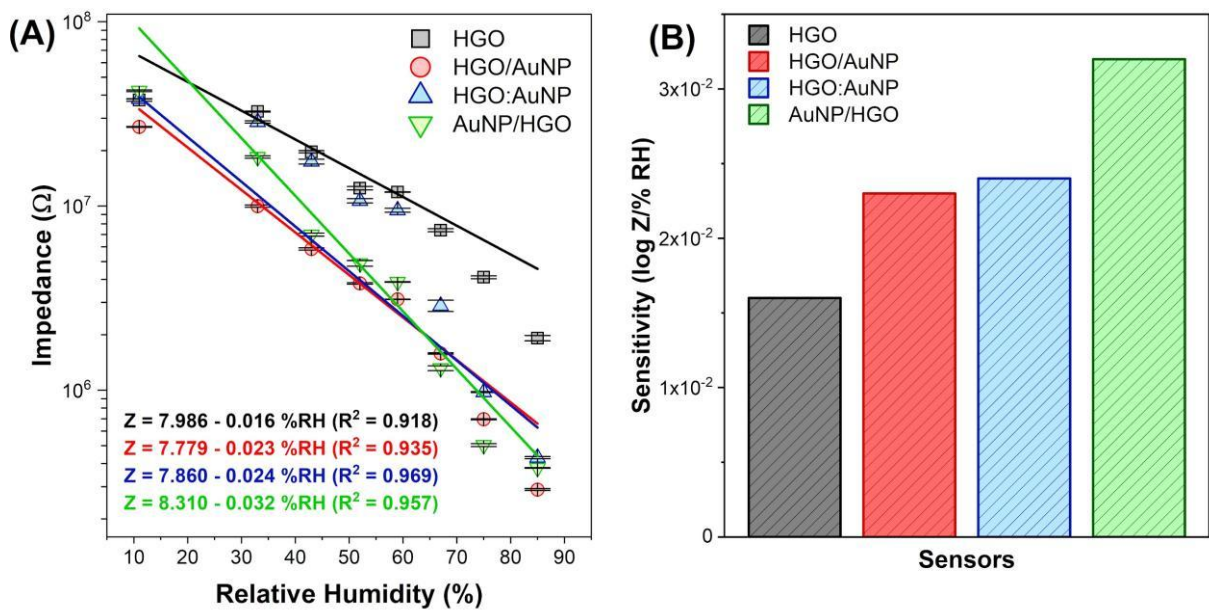 (A)
10⁸
10⁷
10⁶
Impedance (Ω)
HGO
HGO/AuNP
HGO:AuNP
AuNP/HGO
Z = 7.986 - 0.016 %RH (R² = 0.918)
Z = 7.779 - 0.023 %RH (R² = 0.935)
Z = 7.860 - 0.024 %RH (R² = 0.969)
Z = 8.310 - 0.032 %RH (R² = 0.957)
10 20 30 40 50 60 70 80 90
Relative Humidity (%)
(B)
HGO
HGO/AuNP
HGO:AuNP
AuNP/HGO
3x10⁻²
2x10⁻²
1x10⁻²
0
Sensitivity (log Z/% RH)
Sensors